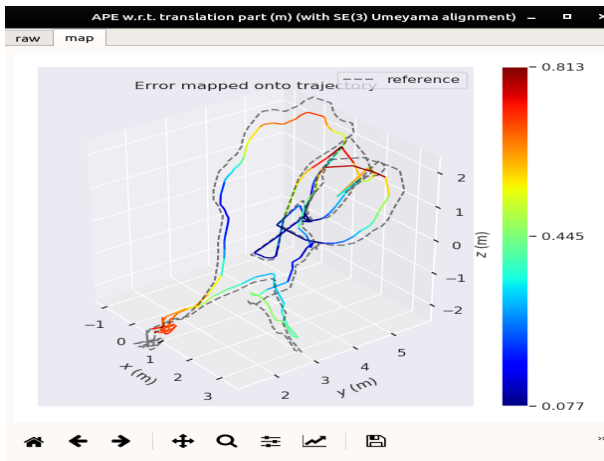 APE w.r.t. translation part (m) (with SE(3) Umeyama alignment)
raw map
Error mapped onto trajectory
reference
0.813
0.445
0.077
2
1
0
−1
−2
z (m)
−1
0
1
2
3
x (m)
2
3
4
5
y (m)